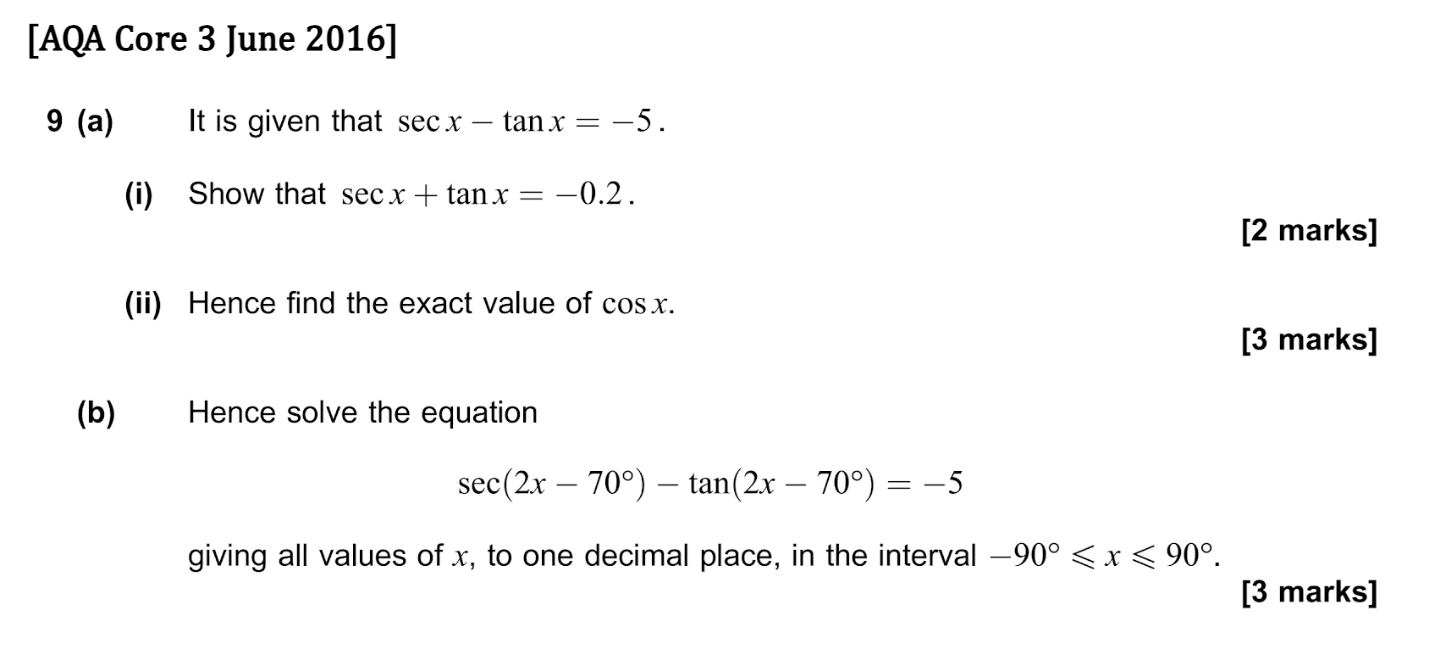 [AQA Core 3 June 2016]
9 (a) It is given that sec x − tan x = −5.
(i) Show that sec x + tan x = −0.2.
[2 marks]
(ii) Hence find the exact value of cos x.
[3 marks]
(b) Hence solve the equation
sec(2x − 70°) − tan(2x − 70°) = −5
giving all values of x, to one decimal place, in the interval −90° ⩽ x ⩽ 90°.
[3 marks]